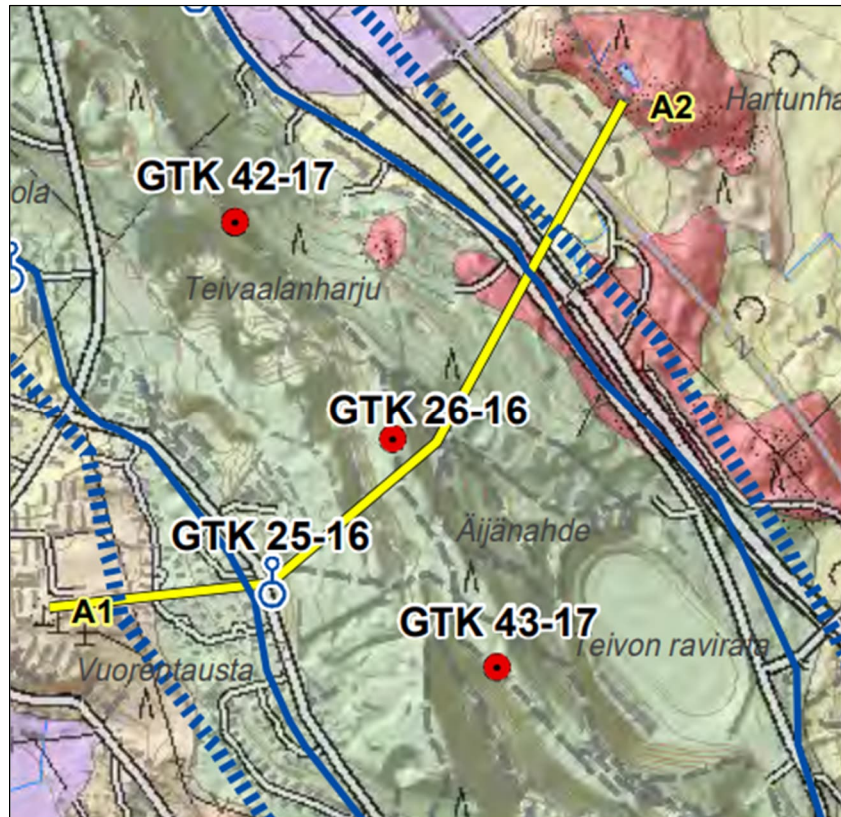 A2
Hartunha
GTK 42-17
ola
Teivaalanharju
GTK 26-16
GTK 25-16
Äijänahde
A1
GTK 43-17
Teivon ravirata
Vuorentausta